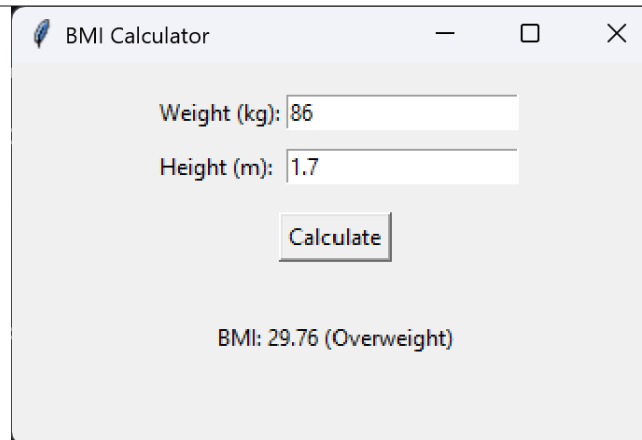 BMI Calculator
Weight (kg): 86
Height (m): 1.7
Calculate
BMI: 29.76 (Overweight)